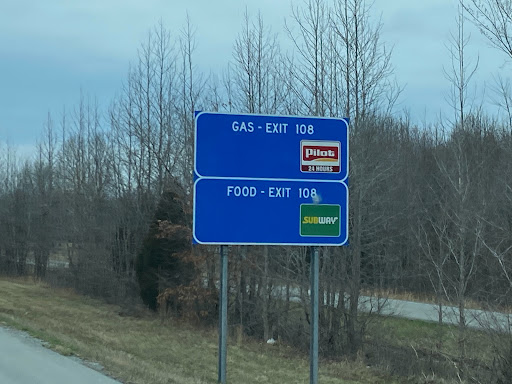 GAS - EXIT 108
Pilot
24 HOURS
FOOD - EXIT 108
SUBWAY